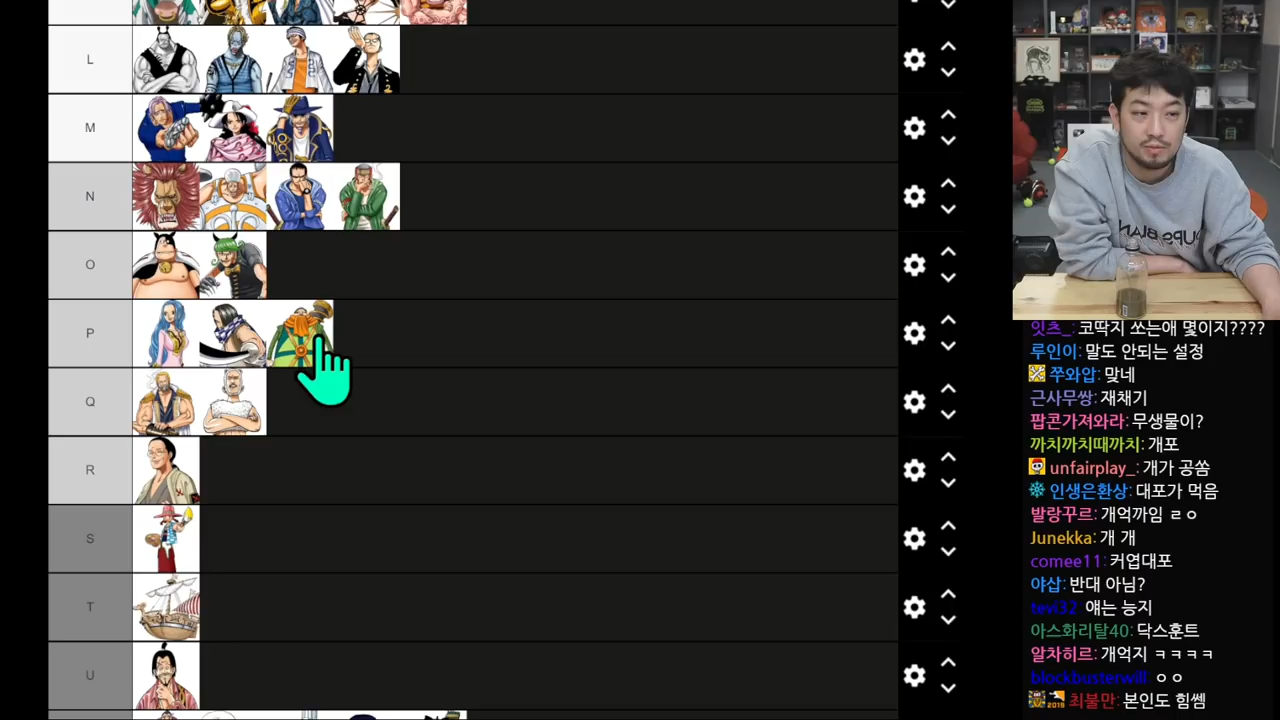 L
M
N
O
P
Q
R
S
T
U
잇츠_: 코딱지 쏘는애 몇이지????
루인이: 말도 안되는 설정
쭈와압: 맞네
근사무쌍: 재채기
팝콘가져와라: 무생물이?
까치까치때까치: 개포
unfairplay_: 개가 공쏨
인생은환상: 대포가 먹음
발랑꾸르: 개억까임 ㄹㅇ
Junekka: 개 개
comee11: 커엽대포
야삽: 반대 아님?
tevi32: 얘는 능지
아스화리탈40: 닥스훈트
알차히르: 개억지 ㅋㅋㅋㅋ
blockbusterwill: ㅇㅇ
2019 최불만: 본인도 힘쎔